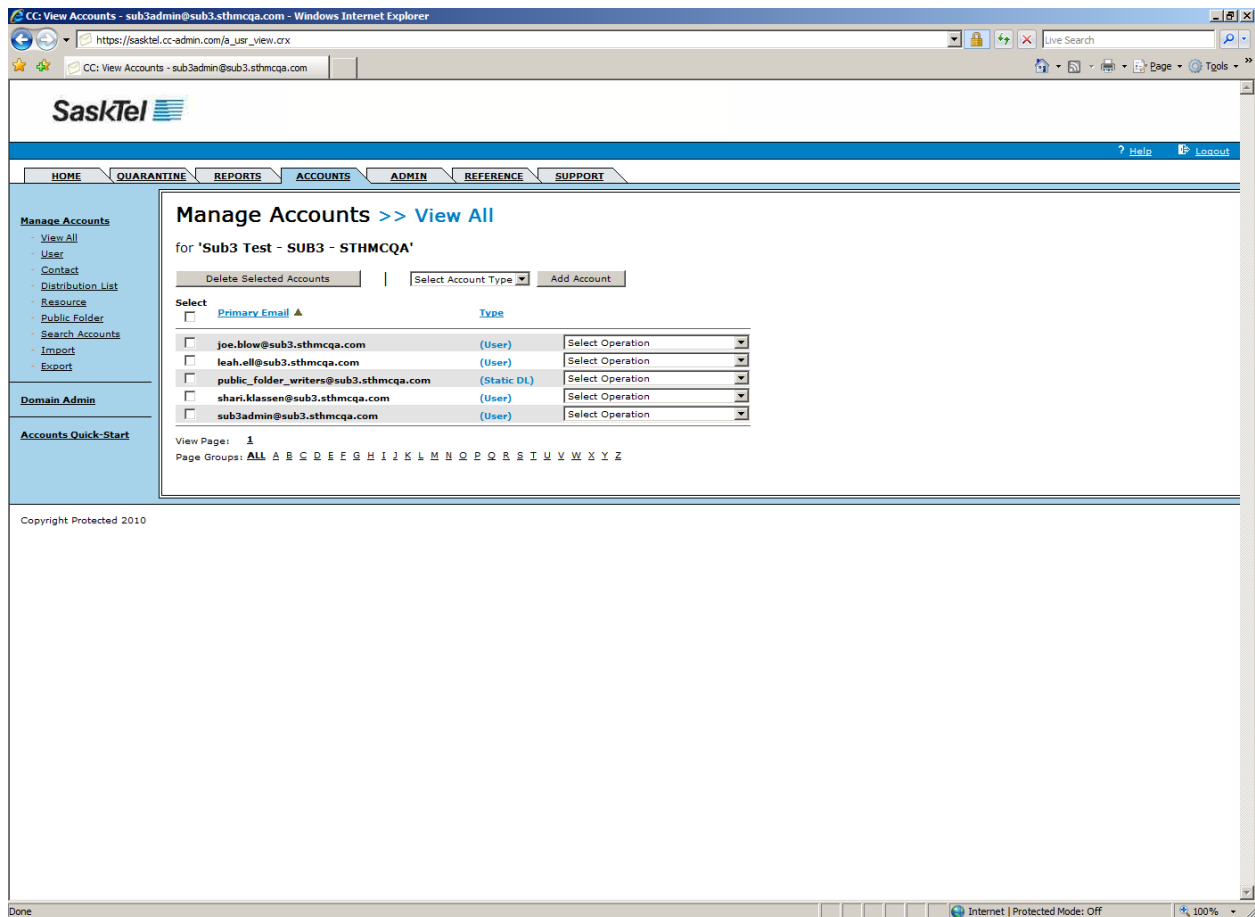 CC: View Accounts - sub3admin@sub3.sthmcqa.com - Windows Internet Explorer
https://sasktel.cc-admin.com/a_usr_view.crx
Live Search
CC: View Accounts - sub3admin@sub3.sthmcqa.com
Page
Tools
SaskTel
? Help
Logout
HOME QUARANTINE REPORTS ACCOUNTS ADMIN REFERENCE SUPPORT
Manage Accounts
View All
User
Contact
Distribution List
Resource
Public Folder
Search Accounts
Import
Export
Domain Admin
Accounts Quick-Start
Manage Accounts >> View All
for 'Sub3 Test - SUB3 - STHMCQA'
Delete Selected Accounts | Select Account Type Add Account
Select
Primary Email Type
joe.blow@sub3.sthmcqa.com (User) Select Operation
leah.ell@sub3.sthmcqa.com (User) Select Operation
public_folder_writers@sub3.sthmcqa.com (Static DL) Select Operation
shari.klassen@sub3.sthmcqa.com (User) Select Operation
sub3admin@sub3.sthmcqa.com (User) Select Operation
View Page: 1
Page Groups: ALL A B C D E F G H I J K L M N O P Q R S T U V W X Y Z
Copyright Protected 2010
Done
Internet | Protected Mode: Off
100%